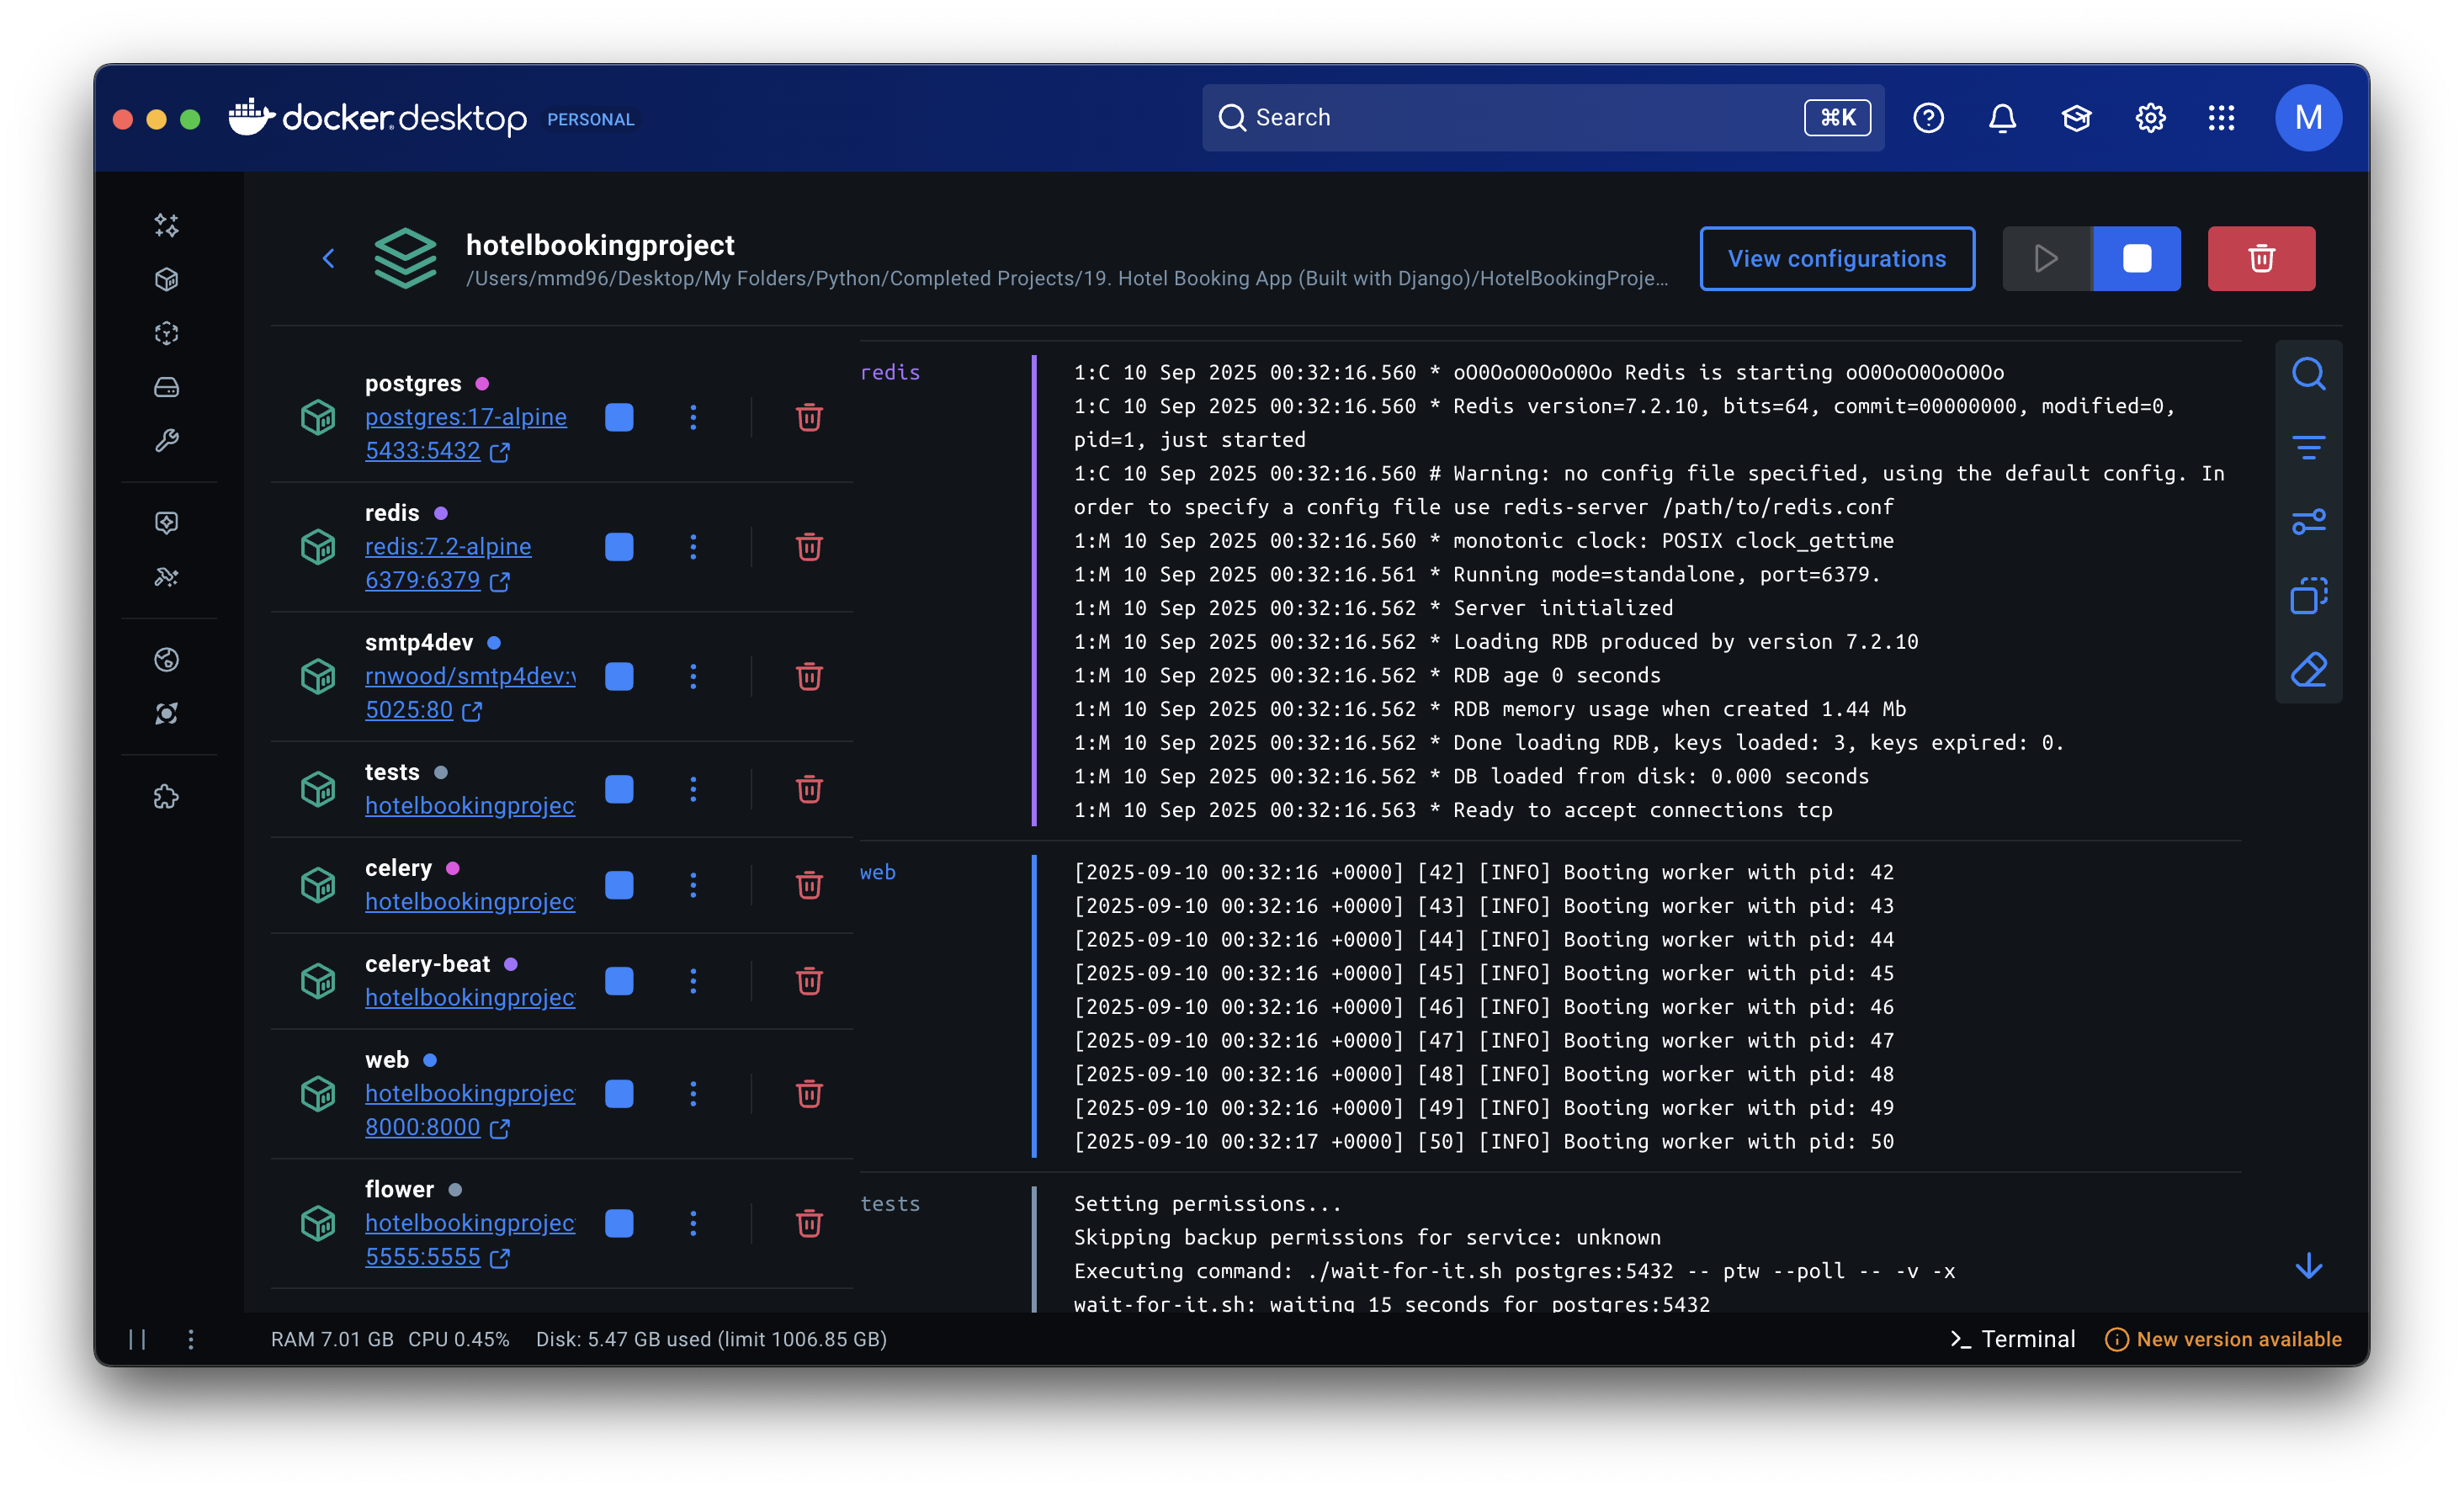 docker desktop PERSONAL
Search
⌘K
M
hotelbookingproject
/Users/mmd96/Desktop/My Folders/Python/Completed Projects/19. Hotel Booking App (Built with Django)/HotelBookingProje...
View configurations
postgres
postgres:17-alpine
5433:5432
redis
redis:7.2-alpine
6379:6379
smtp4dev
rnwood/smtp4dev:v
5025:80
tests
hotelbookingproject
celery
hotelbookingproject
celery-beat
hotelbookingproject
web
hotelbookingproject
8000:8000
flower
hotelbookingproject
5555:5555
redis
1:C 10 Sep 2025 00:32:16.560 * oO0OoO0OoO0Oo Redis is starting oO0OoO0OoO0Oo
1:C 10 Sep 2025 00:32:16.560 * Redis version=7.2.10, bits=64, commit=00000000, modified=0,
pid=1, just started
1:C 10 Sep 2025 00:32:16.560 # Warning: no config file specified, using the default config. In
order to specify a config file use redis-server /path/to/redis.conf
1:M 10 Sep 2025 00:32:16.560 * monotonic clock: POSIX clock_gettime
1:M 10 Sep 2025 00:32:16.561 * Running mode=standalone, port=6379.
1:M 10 Sep 2025 00:32:16.562 * Server initialized
1:M 10 Sep 2025 00:32:16.562 * Loading RDB produced by version 7.2.10
1:M 10 Sep 2025 00:32:16.562 * RDB age 0 seconds
1:M 10 Sep 2025 00:32:16.562 * RDB memory usage when created 1.44 Mb
1:M 10 Sep 2025 00:32:16.562 * Done loading RDB, keys loaded: 3, keys expired: 0.
1:M 10 Sep 2025 00:32:16.562 * DB loaded from disk: 0.000 seconds
1:M 10 Sep 2025 00:32:16.563 * Ready to accept connections tcp
web
[2025-09-10 00:32:16 +0000] [42] [INFO] Booting worker with pid: 42
[2025-09-10 00:32:16 +0000] [43] [INFO] Booting worker with pid: 43
[2025-09-10 00:32:16 +0000] [44] [INFO] Booting worker with pid: 44
[2025-09-10 00:32:16 +0000] [45] [INFO] Booting worker with pid: 45
[2025-09-10 00:32:16 +0000] [46] [INFO] Booting worker with pid: 46
[2025-09-10 00:32:16 +0000] [47] [INFO] Booting worker with pid: 47
[2025-09-10 00:32:16 +0000] [48] [INFO] Booting worker with pid: 48
[2025-09-10 00:32:16 +0000] [49] [INFO] Booting worker with pid: 49
[2025-09-10 00:32:17 +0000] [50] [INFO] Booting worker with pid: 50
tests
Setting permissions...
Skipping backup permissions for service: unknown
Executing command: ./wait-for-it.sh postgres:5432 -- ptw --poll -- -v -x
wait-for-it.sh: waiting 15 seconds for postgres:5432
RAM 7.01 GB CPU 0.45% Disk: 5.47 GB used (limit 1006.85 GB)
>_ Terminal
New version available